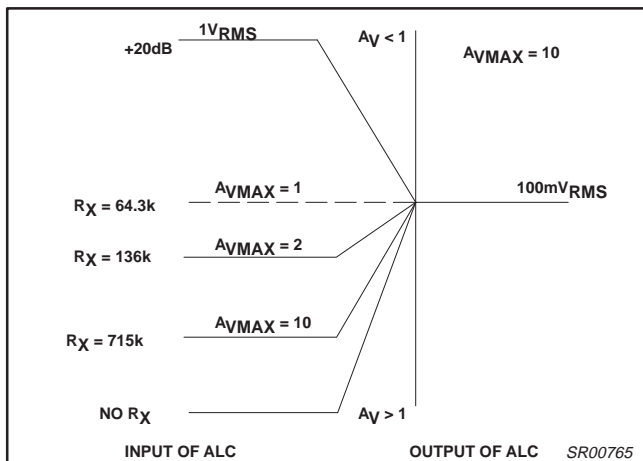 1VRMS
+20dB
AV < 1
AVMAX = 10
AVMAX = 1
RX = 64.3k
100mVRMS
AVMAX = 2
RX = 136k
AVMAX = 10
RX = 715k
NO RX
AV > 1
INPUT OF ALC
OUTPUT OF ALC
SR00765